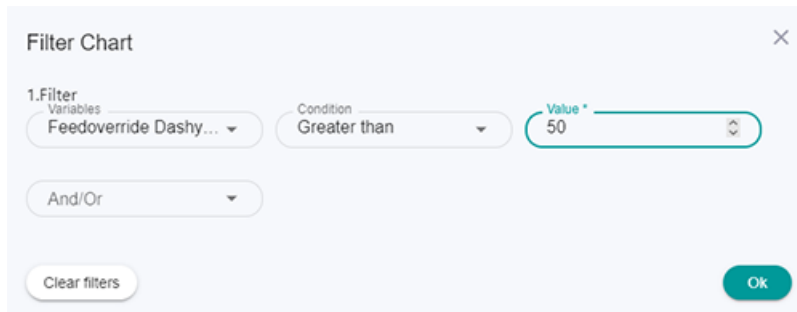 Filter Chart
1.Filter
Variables Condition Value *
Feedoverride Dashy... Greater than 50
And/Or
Clear filters Ok